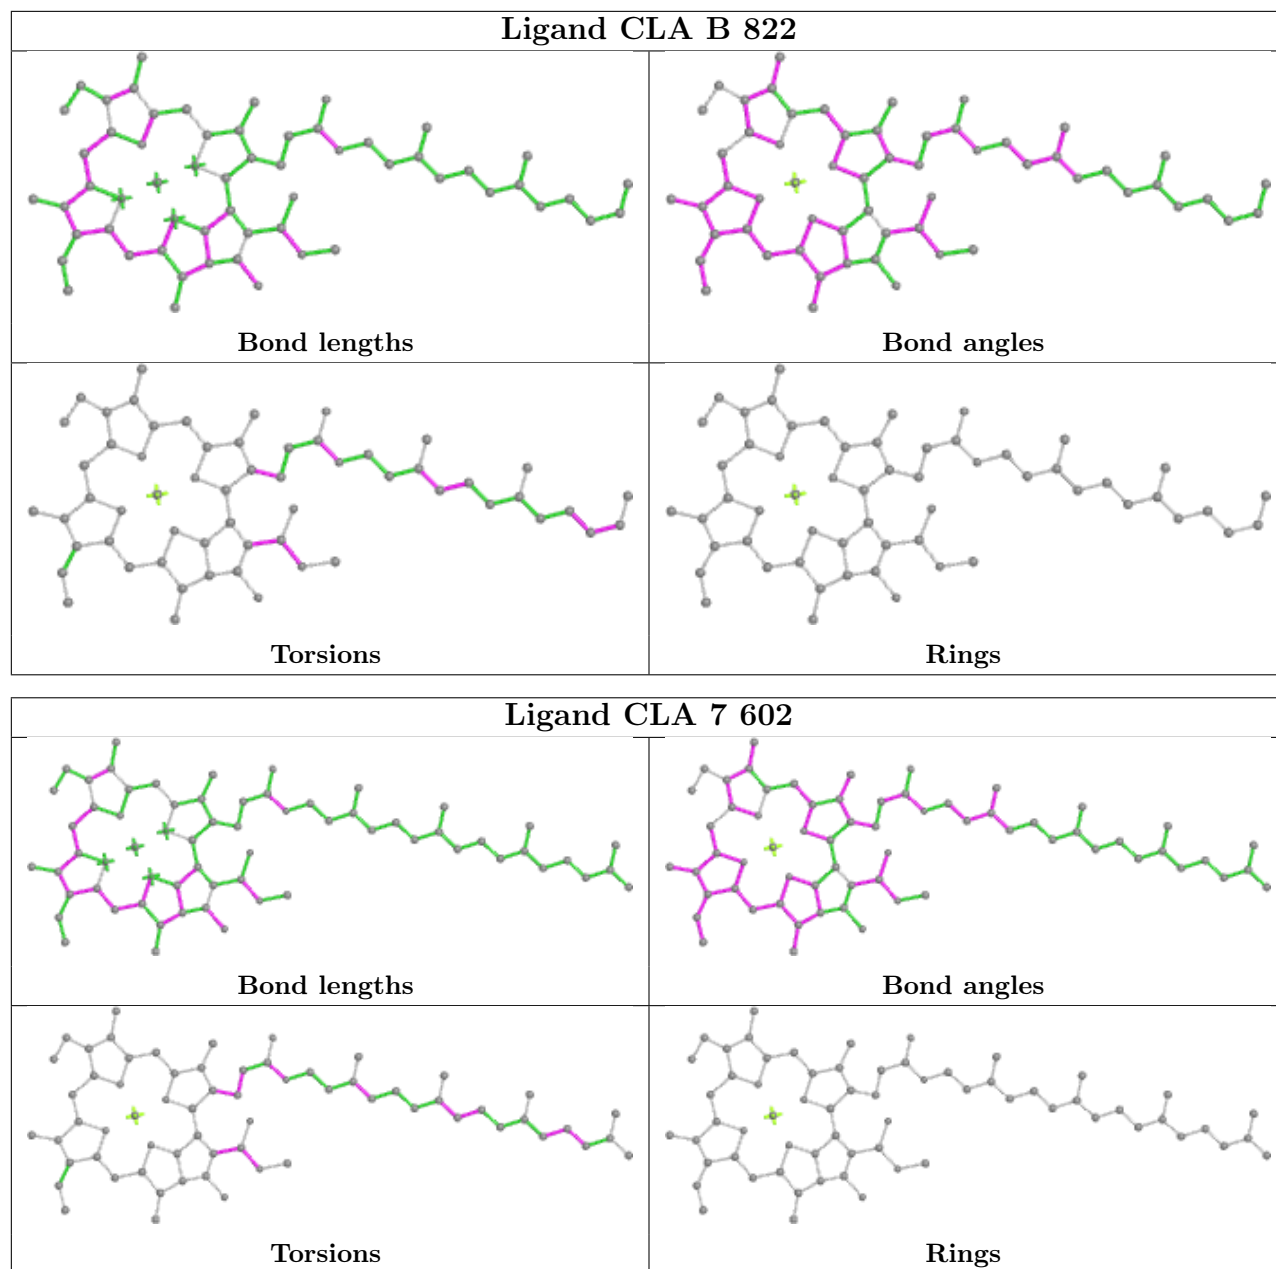 Ligand CLA B 822
Bond lengths
Bond angles
Torsions
Rings
Ligand CLA 7 602
Bond lengths
Bond angles
Torsions
Rings